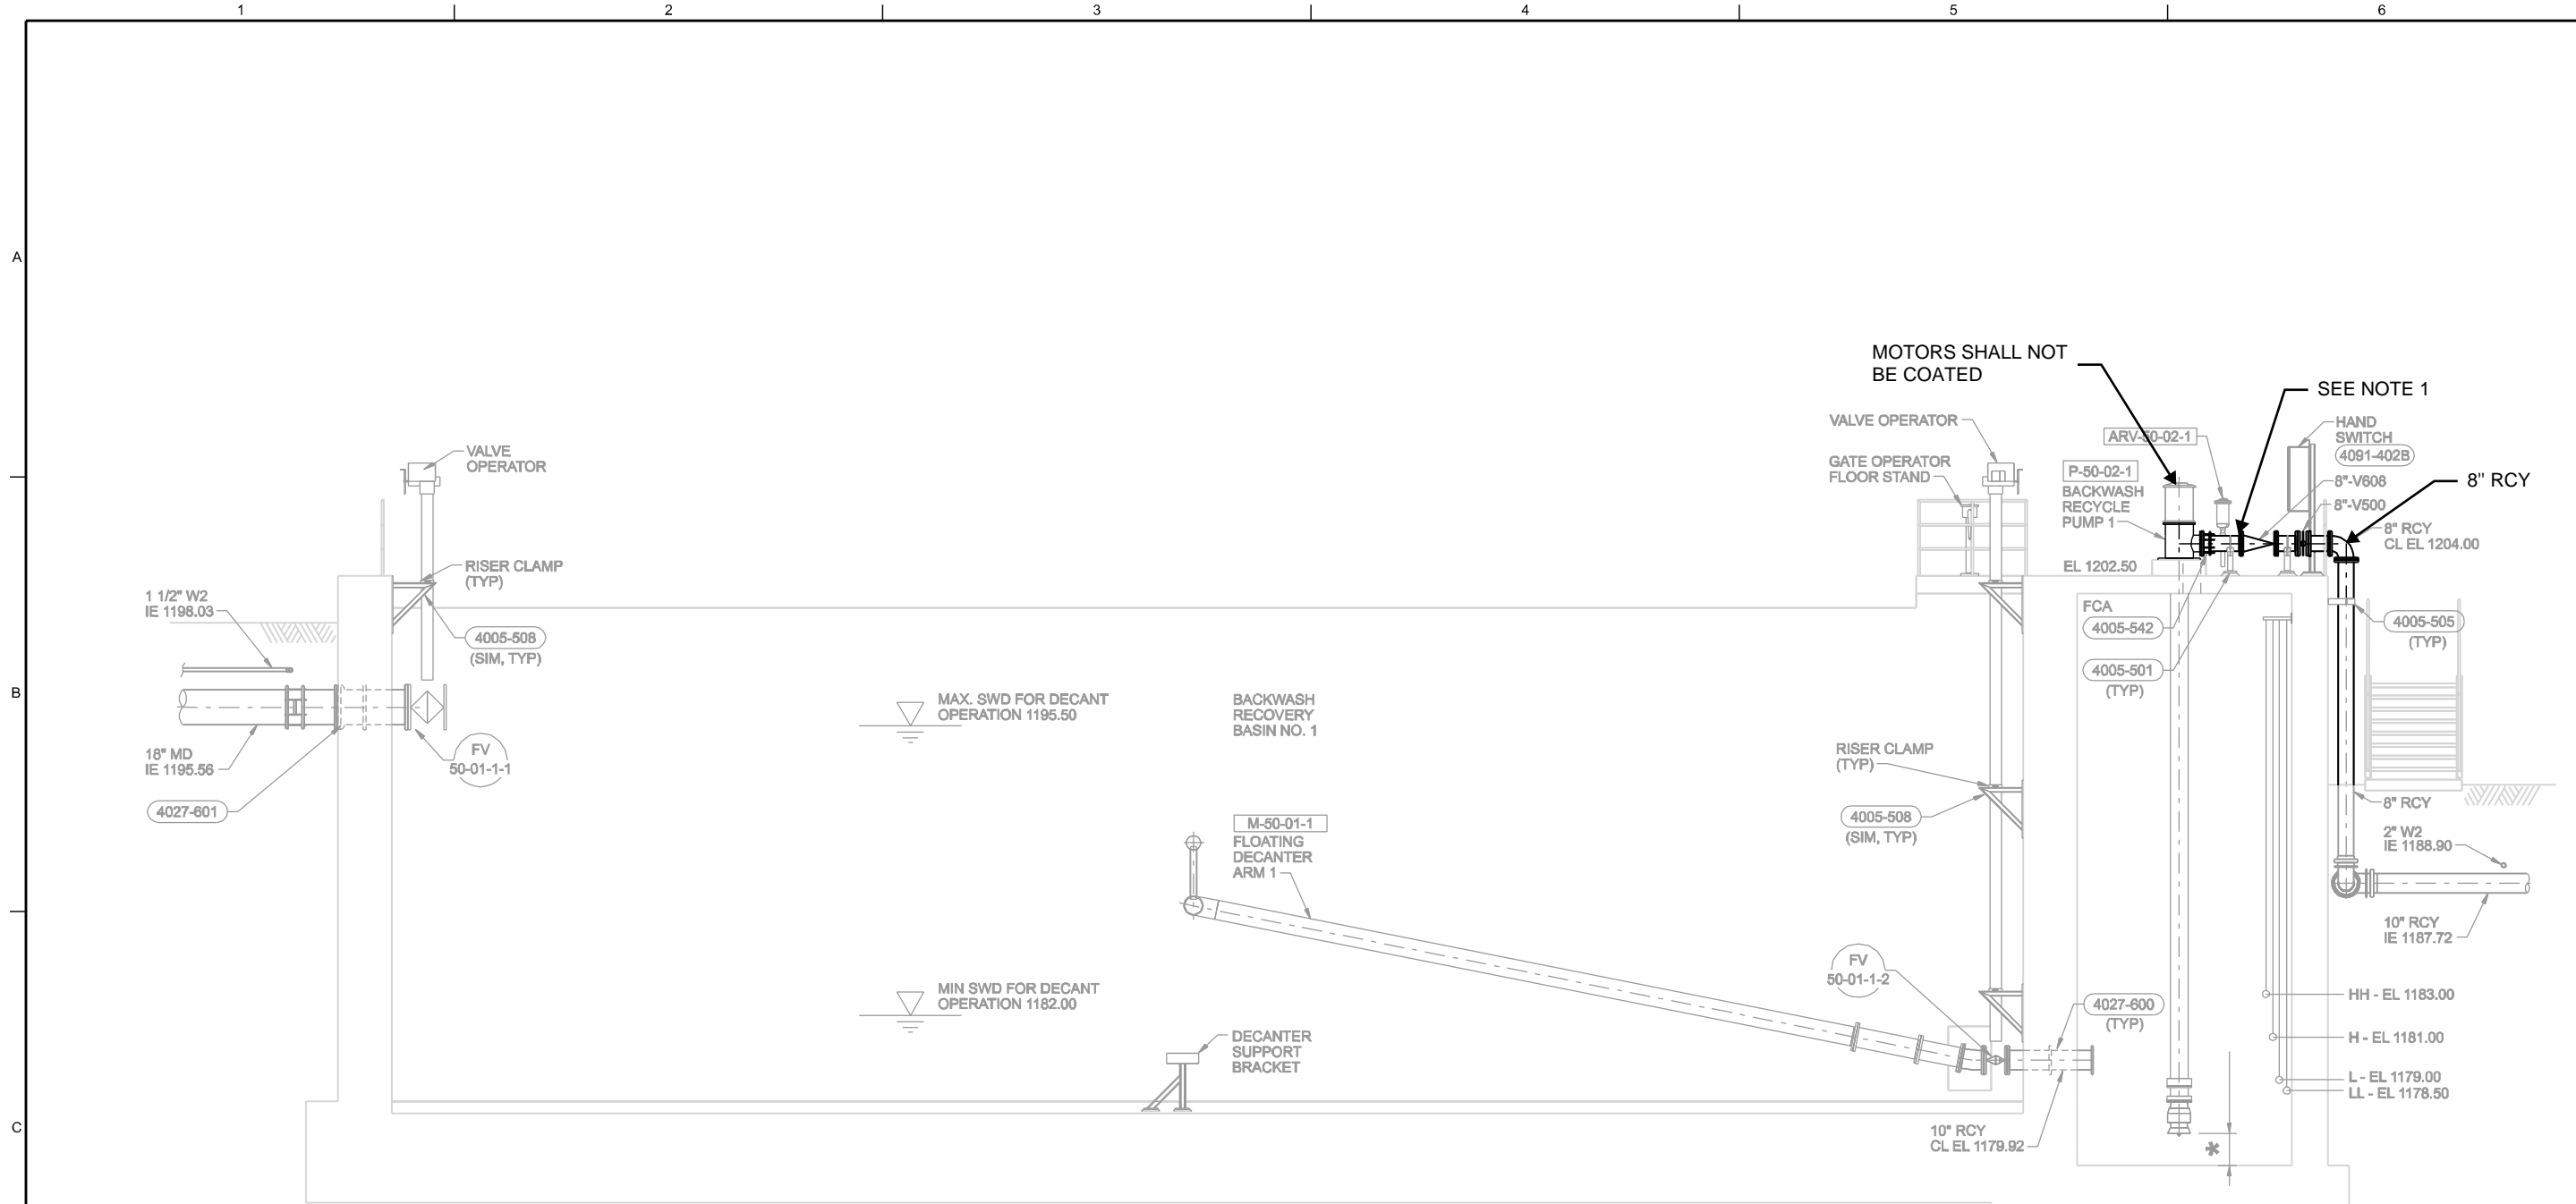 1 2 3 4 5 6
A
MOTORS SHALL NOT
BE COATED
SEE NOTE 1
VALVE OPERATOR
ARV-50-02-1
HAND
SWITCH
4091-402B
VALVE
OPERATOR
GATE OPERATOR
FLOOR STAND
P-50-02-1
BACKWASH
RECYCLE
PUMP 1
8"-V608
8" RCY
8"-V500
8" RCY
CL EL 1204.00
RISER CLAMP
(TYP)
EL 1202.50
1 1/2" W2
IE 1198.03
FCA
4005-542
4005-505
(TYP)
4005-508
(SIM, TYP)
4005-501
(TYP)
B
MAX. SWD FOR DECANT
OPERATION 1195.50
BACKWASH
RECOVERY
BASIN NO. 1
18" MD
IE 1195.56
FV
50-01-1-1
RISER CLAMP
(TYP)
4027-601
M-50-01-1
FLOATING
DECANTER
ARM 1
4005-508
(SIM, TYP)
8" RCY
2" W2
IE 1188.90
10" RCY
IE 1187.72
FV
50-01-1-2
MIN SWD FOR DECANT
OPERATION 1182.00
4027-600
(TYP)
HH - EL 1183.00
DECANTER
SUPPORT
BRACKET
H - EL 1181.00
L - EL 1179.00
LL - EL 1178.50
C
10" RCY
CL EL 1179.92
*